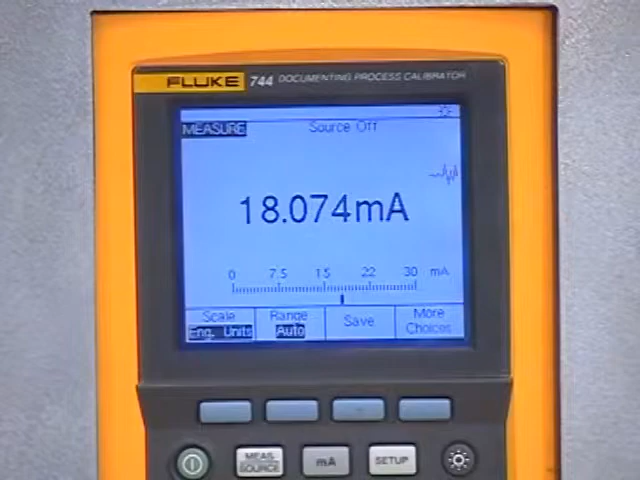 FLUKE 744 DOCUMENTING PROCESS CALIBRATOR
MEASURE Source Off
18.074mA
0 7.5 15 22 30 mA
Scale Range Save More
Eng. Units Auto Choices
MEAS SOURCE mA SETUP